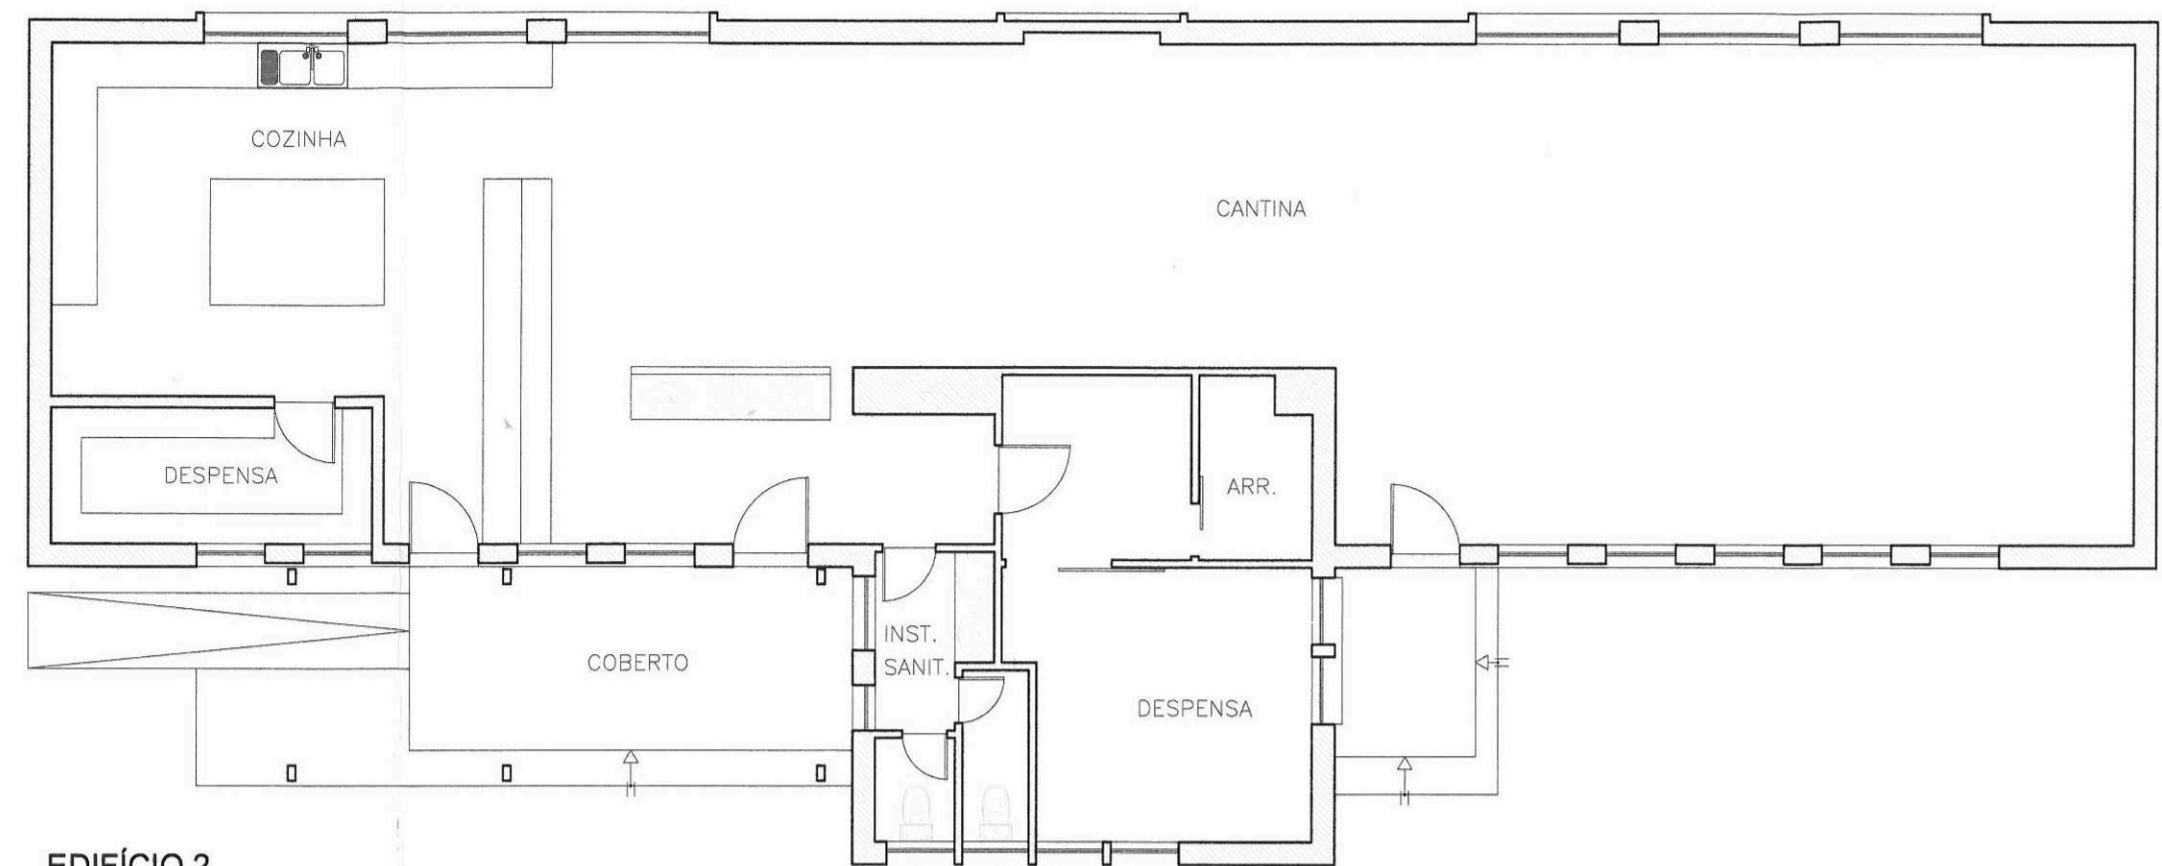 COZINHA
CANTINA
DESPENSA
ARR.
INST.
SANIT.
COBERTO
DESPENSA
EDIFÍCIO 2